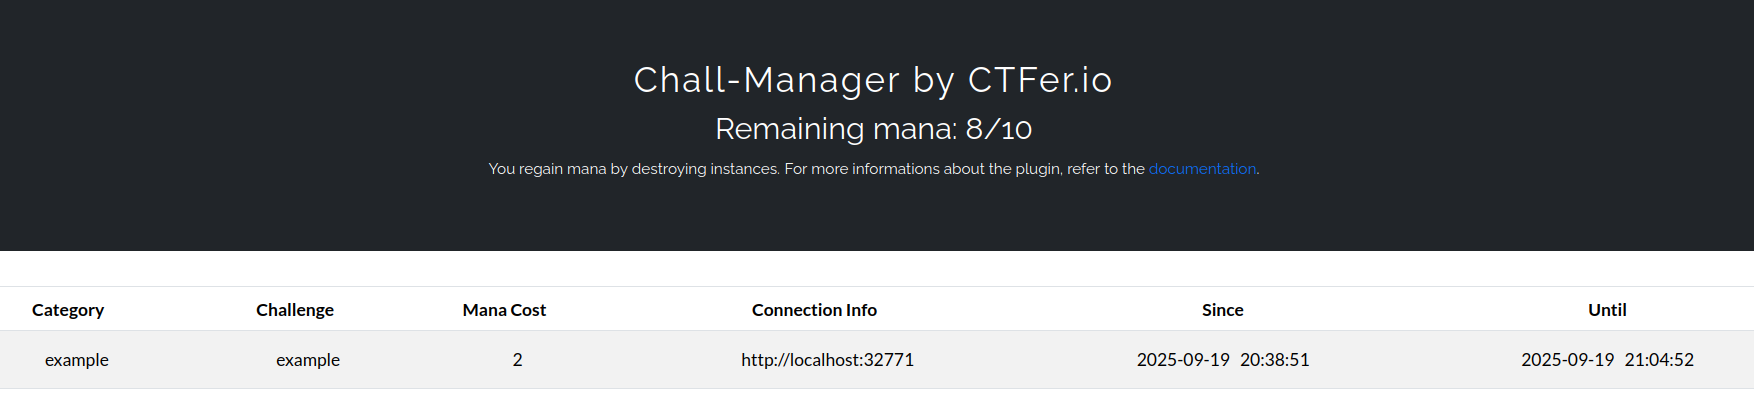 Chall-Manager by CTFer.io
Remaining mana: 8/10
You regain mana by destroying instances. For more informations about the plugin, refer to the documentation.
Category Challenge Mana Cost Connection Info Since Until
example example 2 http://localhost:32771 2025-09-19 20:38:51 2025-09-19 21:04:52